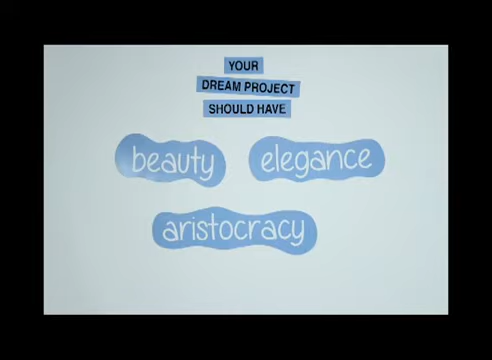 YOUR
DREAM PROJECT
SHOULD HAVE
beauty elegance
aristocracy